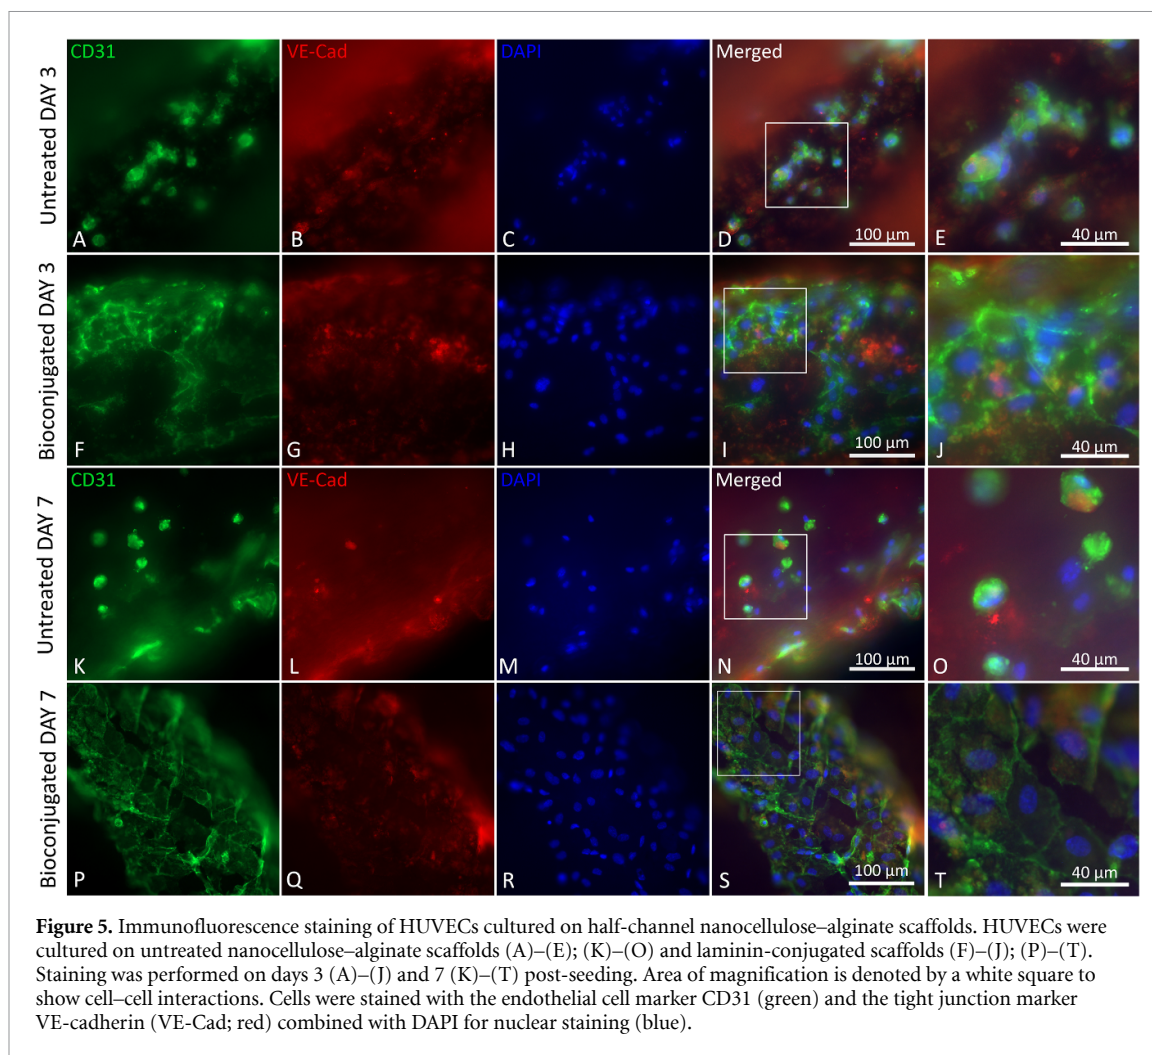 Untreated DAY 3
CD31
VE-Cad
DAPI
Merged
A
B
C
D
100 µm
E
40 µm
Bioconjugated DAY 3
F
G
H
I
100 µm
J
40 µm
Untreated DAY 7
CD31
VE-Cad
DAPI
Merged
K
L
M
N
100 µm
O
40 µm
Bioconjugated DAY 7
P
Q
R
S
100 µm
T
40 µm
Figure 5. Immunofluorescence staining of HUVECs cultured on half-channel nanocellulose–alginate scaffolds. HUVECs were
cultured on untreated nanocellulose–alginate scaffolds (A)–(E); (K)–(O) and laminin-conjugated scaffolds (F)–(J); (P)–(T).
Staining was performed on days 3 (A)–(J) and 7 (K)–(T) post-seeding. Area of magnification is denoted by a white square to
show cell–cell interactions. Cells were stained with the endothelial cell marker CD31 (green) and the tight junction marker
VE-cadherin (VE-Cad; red) combined with DAPI for nuclear staining (blue).